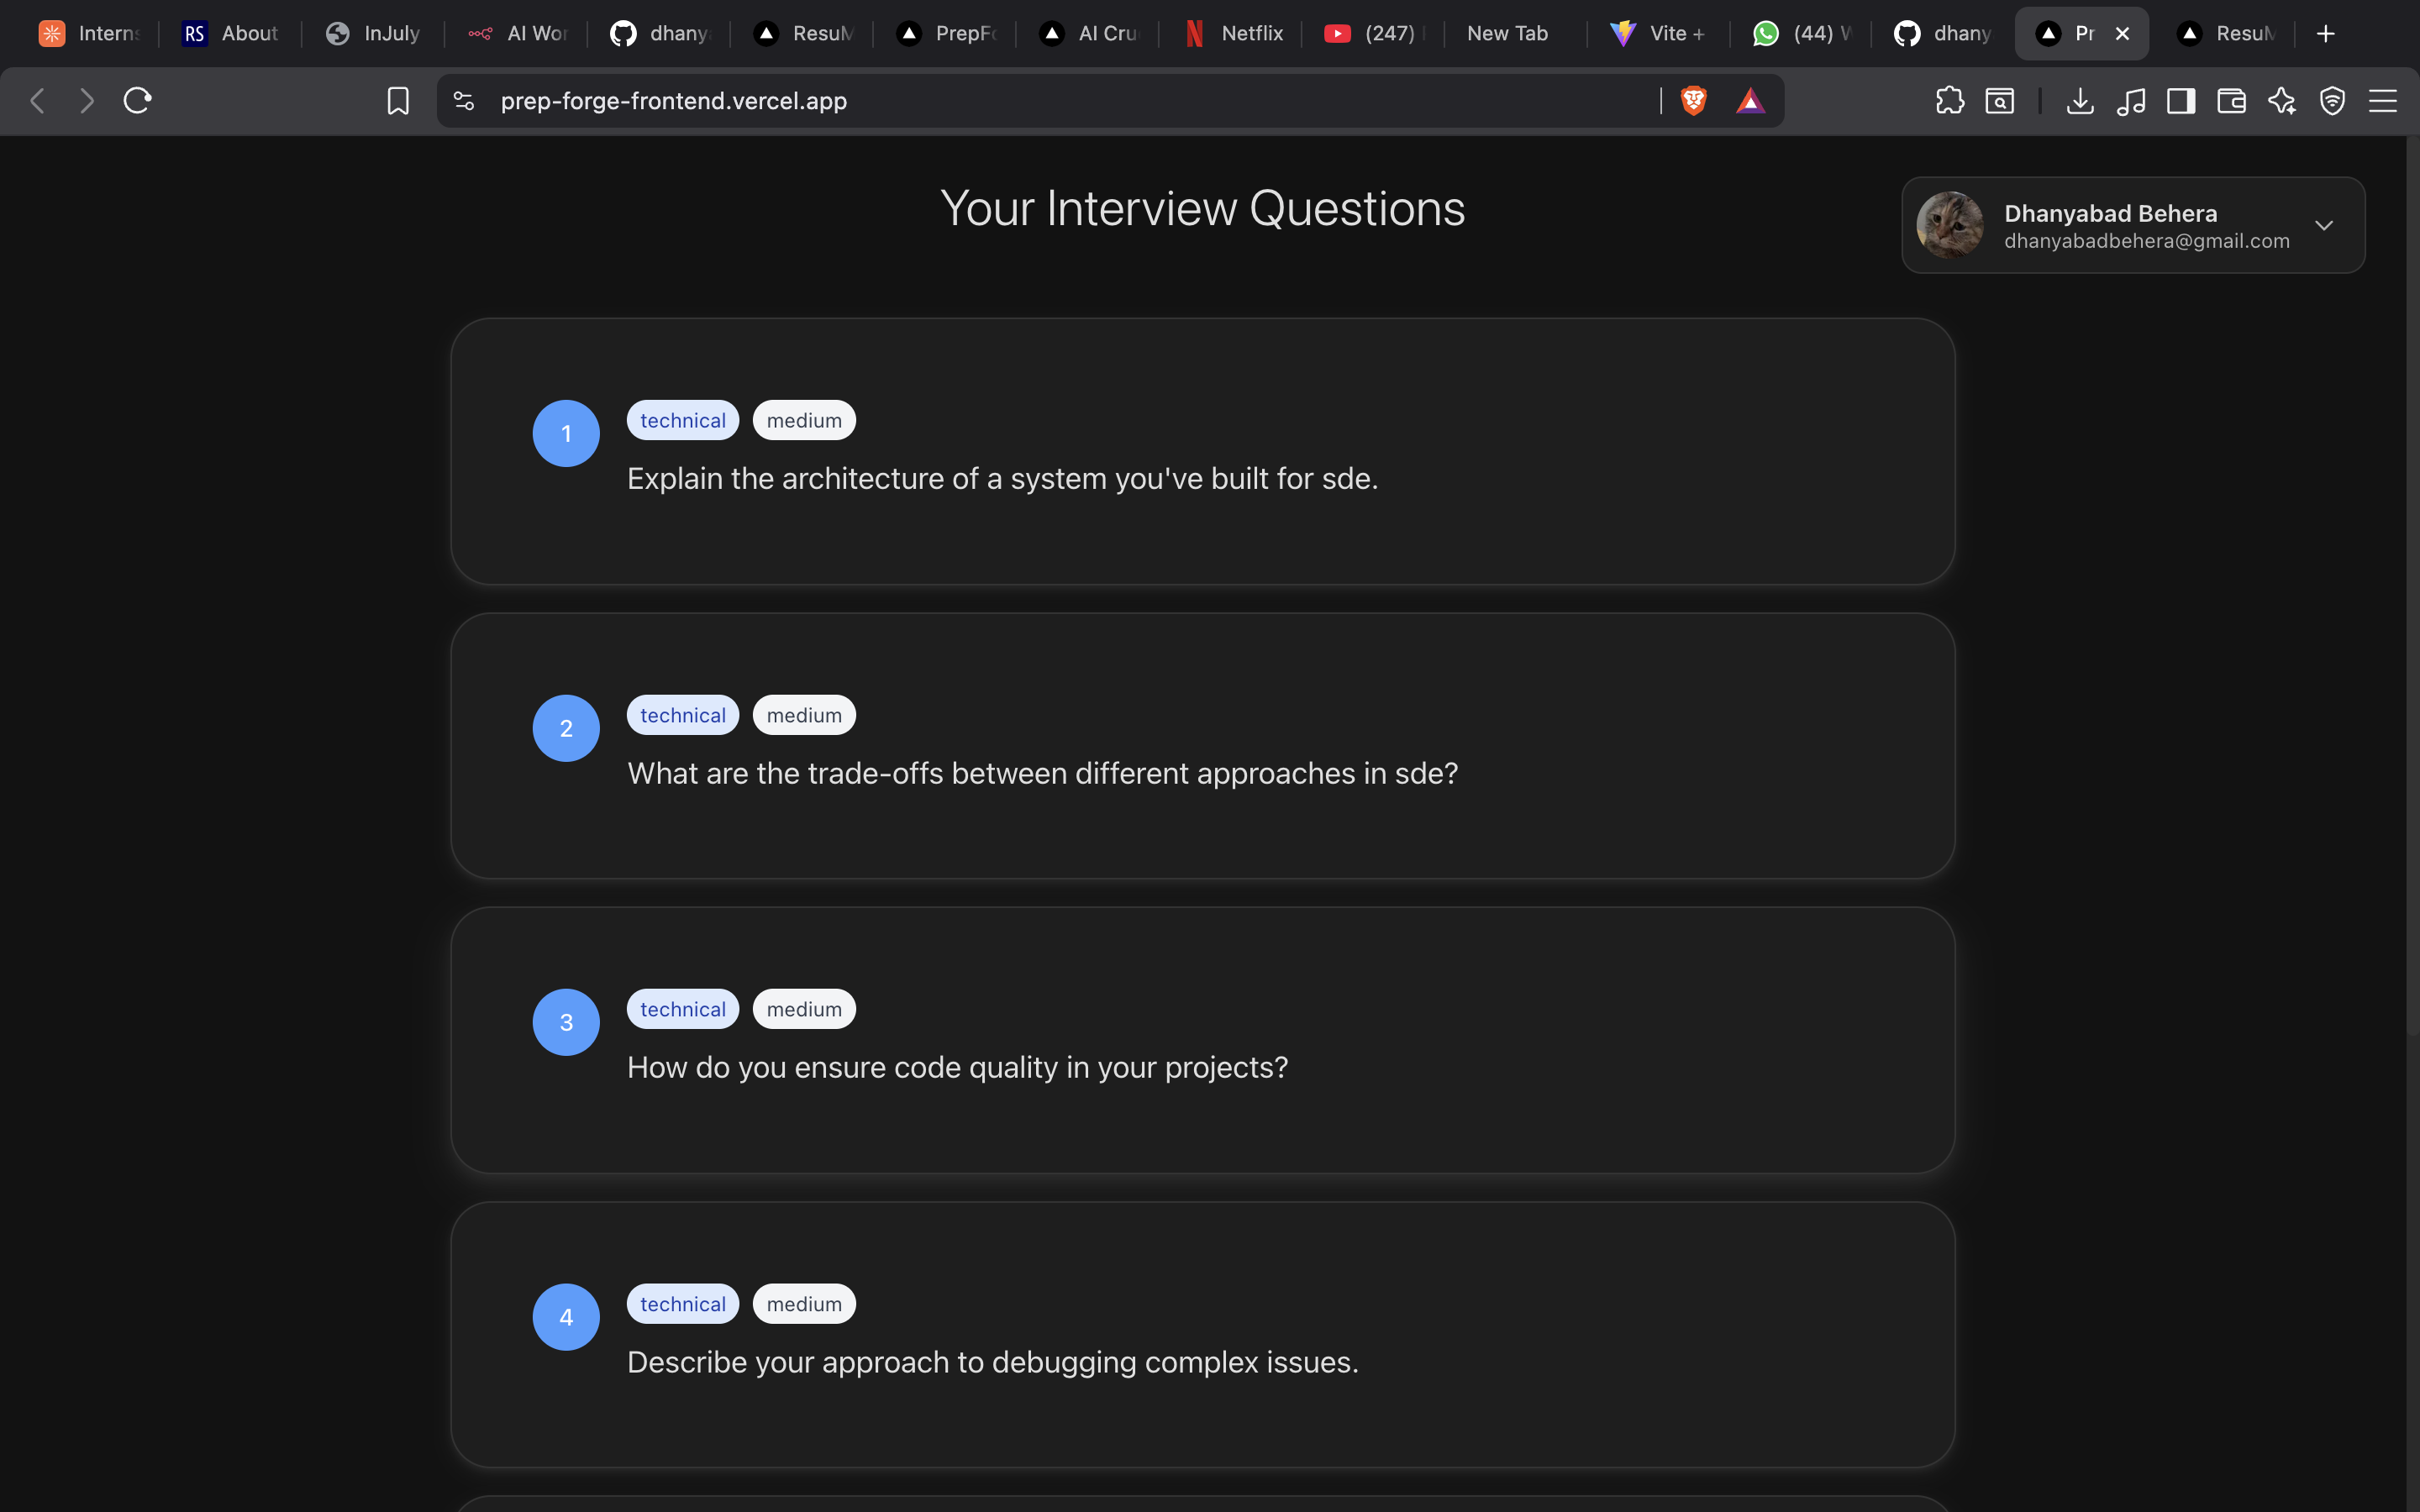 Interns
RS About
InJuly
AI Wor
dhany
ResuM
PrepFo
AI Cru
Netflix
(247)
New Tab
Vite +
(44) W
dhany
Pr
ResuM
prep-forge-frontend.vercel.app
Your Interview Questions
Dhanyabad Behera
dhanyabadbehera@gmail.com
1
technical medium
Explain the architecture of a system you've built for sde.
2
technical medium
What are the trade-offs between different approaches in sde?
3
technical medium
How do you ensure code quality in your projects?
4
technical medium
Describe your approach to debugging complex issues.